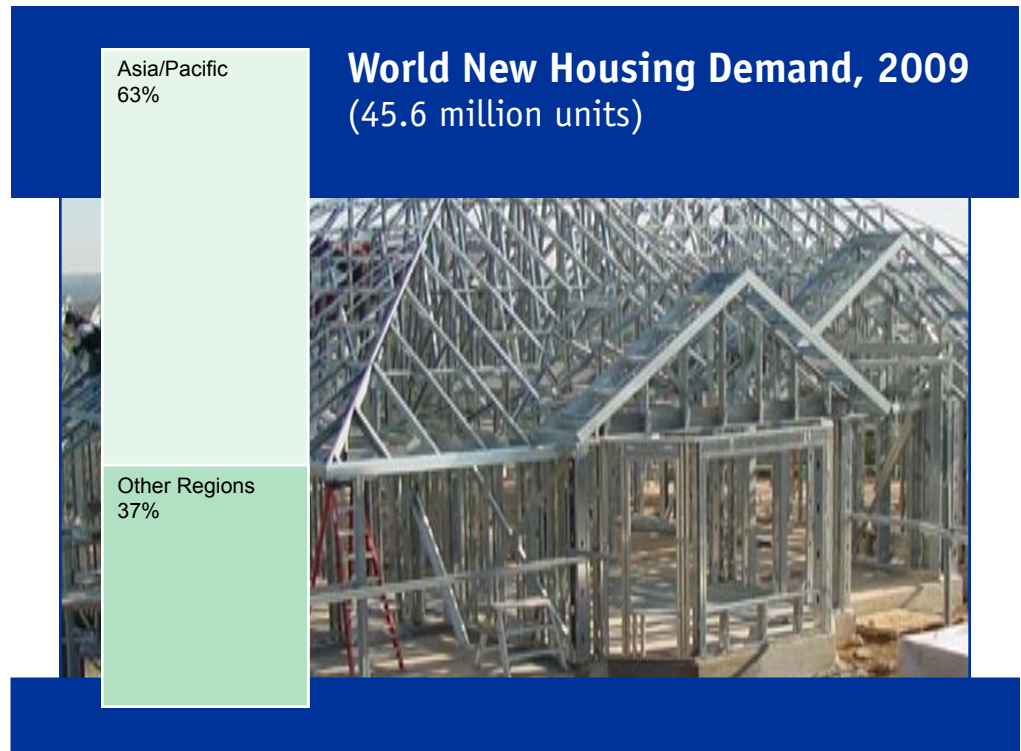 World New Housing Demand, 2009
(45.6 million units)
Asia/Pacific
63%
Other Regions
37%